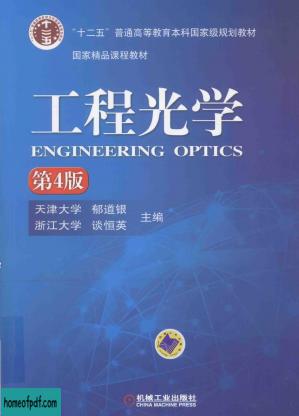 “十二五”普通高等教育本科国家级规划教材
国家精品课程教材
工程光学
ENGINEERING OPTICS
第4版
天津大学 郁道银
浙江大学 谈恒英
主编
机械工业出版社
CHINA MACHINE PRESS
homeofpdf.com